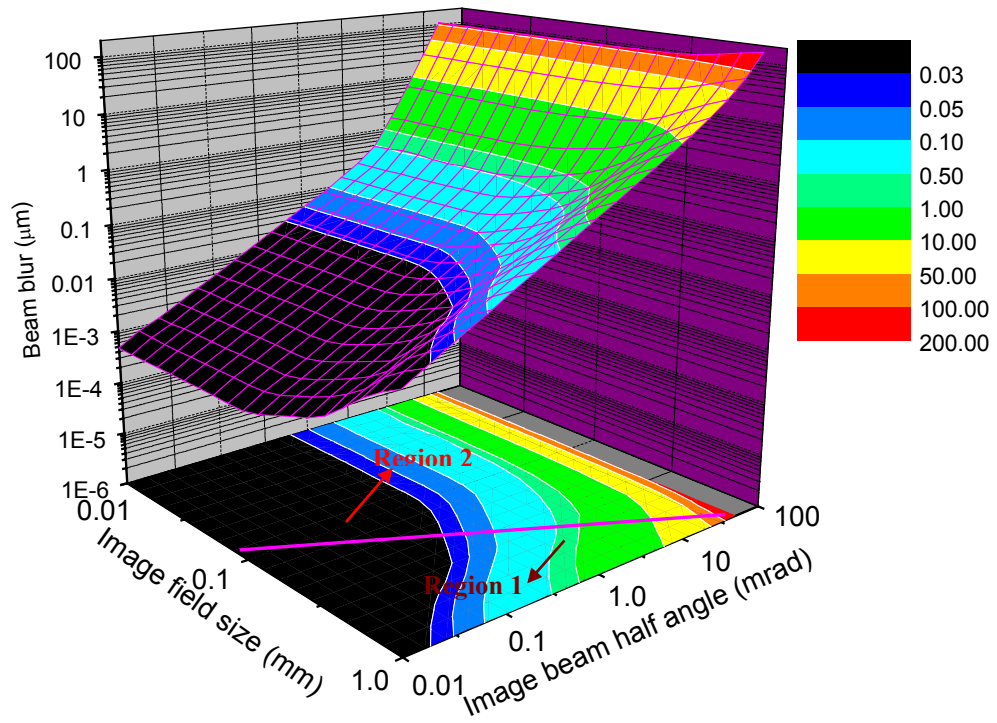 100
10
1
0.1
0.01
1E-3
1E-4
1E-5
1E-6
Beam blur (μm)
0.01
0.1
1.0
Image field size (mm)
0.01
0.1
1.0
10
100
Image beam half angle (mrad)
Region 2
Region 1
0.03
0.05
0.10
0.50
1.00
10.00
50.00
100.00
200.00